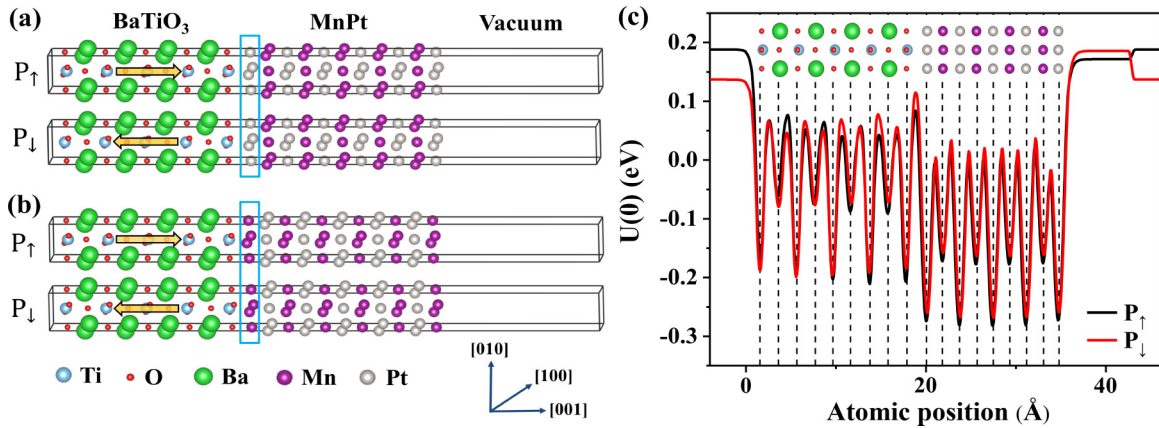 (a)
BaTiO₃ MnPt Vacuum
P↑
P↓
(b)
P↑
P↓
Ti O Ba Mn Pt
[010]
[100]
[001]
(c)
U(0) (eV)
0.2
0.1
0.0
-0.1
-0.2
-0.3
P↑
P↓
0 20 40
Atomic position (Å)